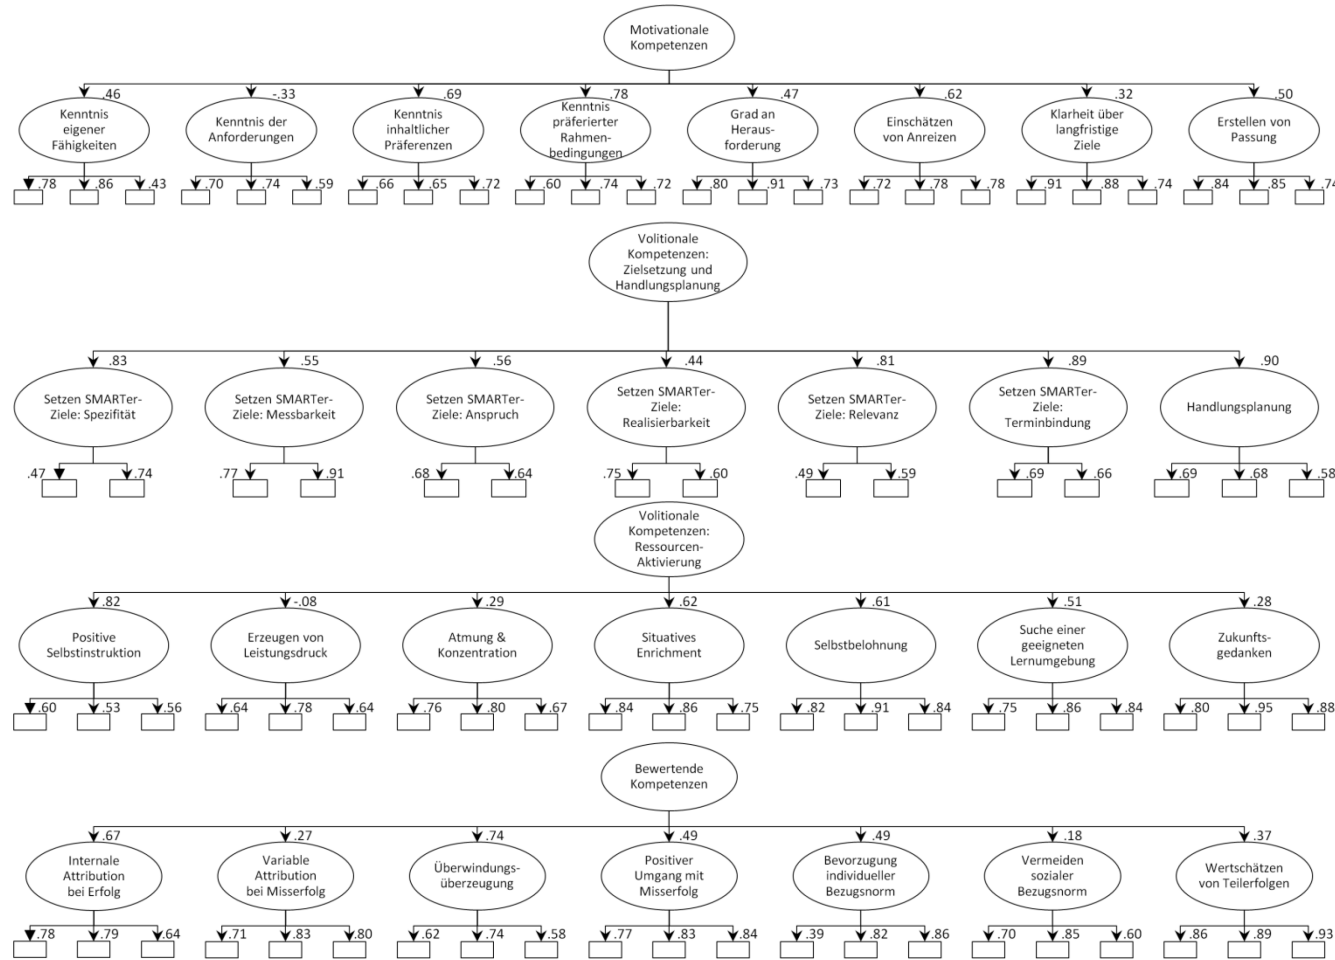 Motivationale
Kompetenzen
.46
-.33
.69
.78
.47
.62
.32
.50
Kenntnis
eigener
Fähigkeiten
Kenntnis der
Anforderungen
Kenntnis
inhaltlicher
Präferenzen
Kenntnis
präferierter
Rahmen-
bedingungen
Grad an
Heraus-
forderung
Einschätzen
von Anreizen
Klarheit über
langfristige
Ziele
Erstellen von
Passung
.78 .86 .43 .70 .74 .59 .66 .65 .72 .60 .74 .72 .80 .91 .73 .72 .78 .78 .91 .88 .74 .84 .85 .74
Volitionale
Kompetenzen:
Zielsetzung und
Handlungsplanung
.83
.55
.56
.44
.81
.89
.90
Setzen SMARTer-
Ziele: Spezifität
Setzen SMARTer-
Ziele: Messbarkeit
Setzen SMARTer-
Ziele: Anspruch
Setzen SMARTer-
Ziele:
Realisierbarkeit
Setzen SMARTer-
Ziele: Relevanz
Setzen SMARTer-
Ziele:
Terminbindung
Handlungsplanung
.47 .74 .77 .91 .68 .64 .75 .60 .49 .59 .69 .66 .69 .68 .58
Volitionale
Kompetenzen:
Ressourcen-
Aktivierung
.82
-.08
.29
.62
.61
.51
.28
Positive
Selbstinstruktion
Erzeugen von
Leistungsdruck
Atmung &
Konzentration
Situatives
Enrichment
Selbstbelohnung
Suche einer
geeigneten
Lernumgebung
Zukunfts-
gedanken
.60 .53 .56 .64 .78 .64 .76 .80 .67 .84 .86 .75 .82 .91 .84 .75 .86 .84 .80 .95 .88
Bewertende
Kompetenzen
.67
.27
.74
.49
.49
.18
.37
Internale
Attribution
bei Erfolg
Variable
Attribution
bei Misserfolg
Überwindungs-
überzeugung
Positiver
Umgang mit
Misserfolg
Bevorzugung
individueller
Bezugsnorm
Vermeiden
sozialer
Bezugsnorm
Wertschätzen
von Teilerfolgen
.78 .79 .64 .71 .83 .80 .62 .74 .58 .77 .83 .84 .39 .82 .86 .70 .85 .60 .86 .89 .93